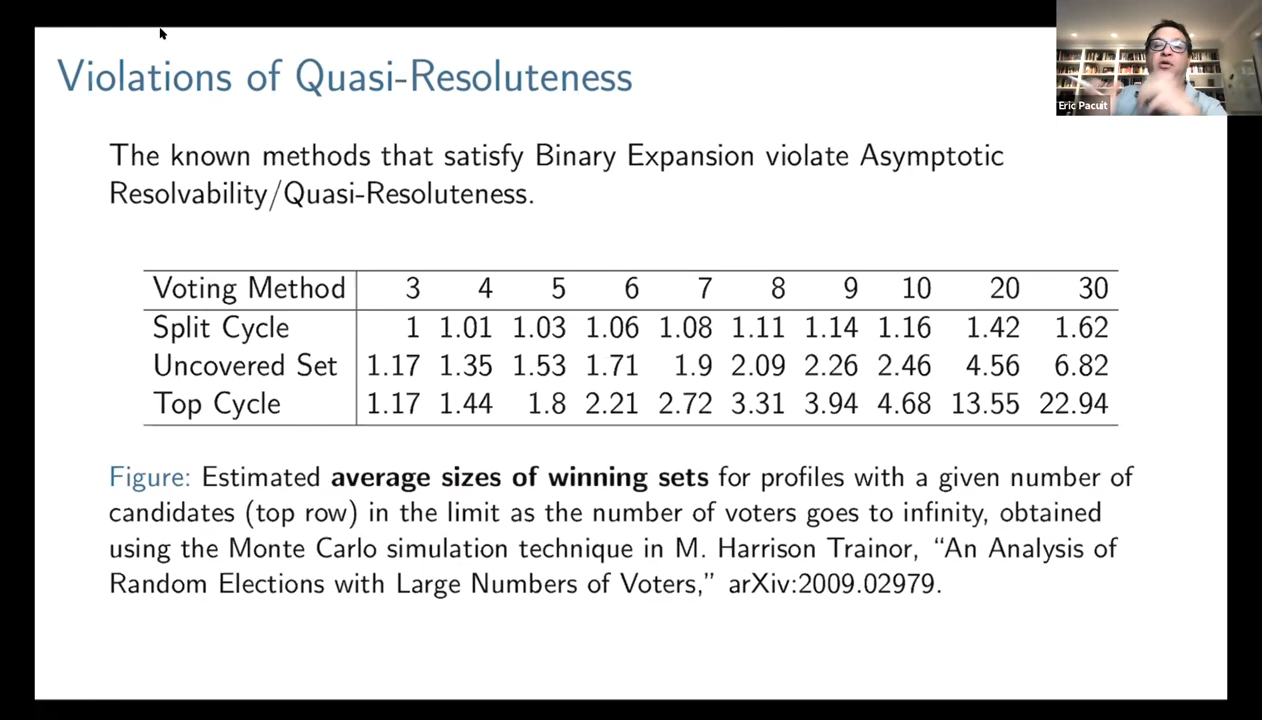 Violations of Quasi-Resoluteness
Eric Pacuit
The known methods that satisfy Binary Expansion violate Asymptotic
Resolvability/Quasi-Resoluteness.
Voting Method 3 4 5 6 7 8 9 10 20 30
Split Cycle 1 1.01 1.03 1.06 1.08 1.11 1.14 1.16 1.42 1.62
Uncovered Set 1.17 1.35 1.53 1.71 1.9 2.09 2.26 2.46 4.56 6.82
Top Cycle 1.17 1.44 1.8 2.21 2.72 3.31 3.94 4.68 13.55 22.94
Figure: Estimated average sizes of winning sets for profiles with a given number of
candidates (top row) in the limit as the number of voters goes to infinity, obtained
using the Monte Carlo simulation technique in M. Harrison Trainor, “An Analysis of
Random Elections with Large Numbers of Voters,” arXiv:2009.02979.